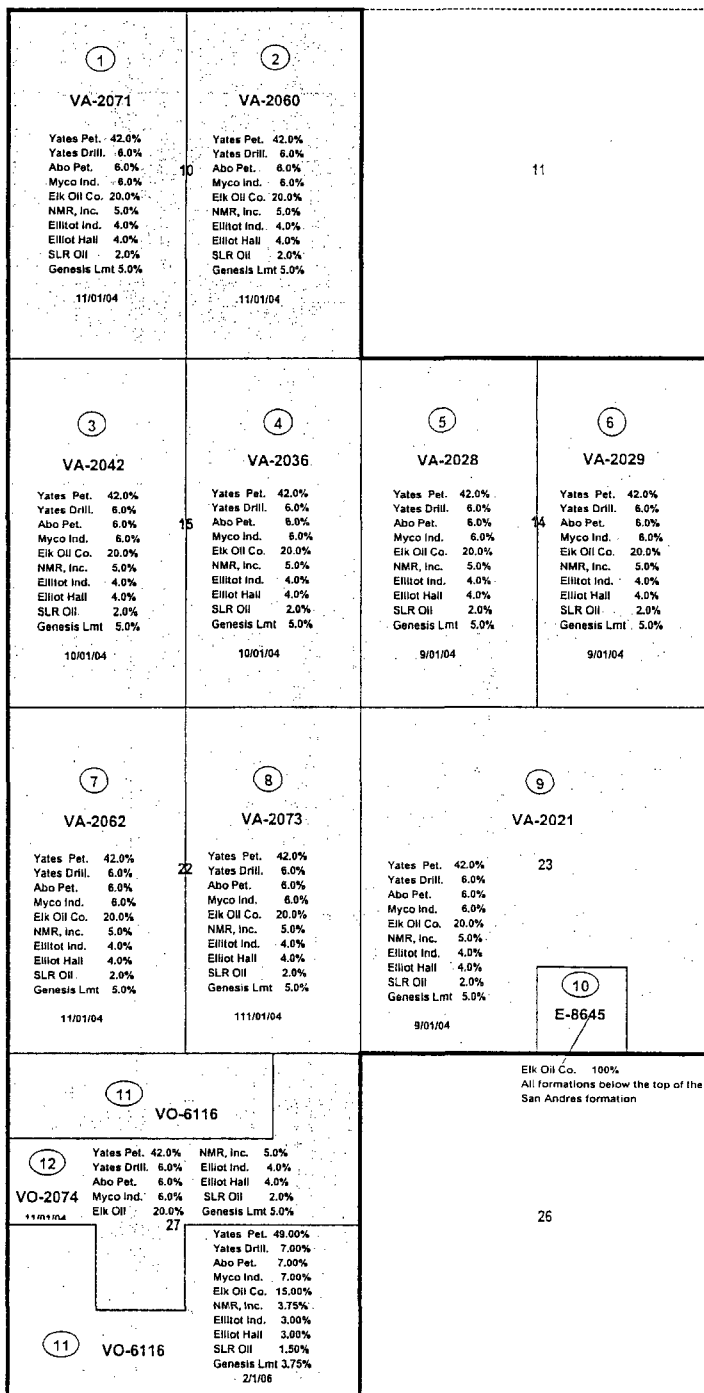 1
VA-2071
Yates Pet. 42.0%
Yates Drill. 6.0%
Abo Pet. 6.0%
Myco Ind. 6.0%
Elk Oil Co. 20.0%
NMR, Inc. 5.0%
Ellitot Ind. 4.0%
Elliot Hall 4.0%
SLR Oil 2.0%
Genesis Lmt 5.0%
11/01/04
10
2
VA-2060
Yates Pet. 42.0%
Yates Drill. 6.0%
Abo Pet. 6.0%
Myco Ind. 6.0%
Elk Oil Co. 20.0%
NMR, Inc. 5.0%
Ellitot Ind. 4.0%
Elliot Hall 4.0%
SLR Oil 2.0%
Genesis Lmt 5.0%
11/01/04
11
3
VA-2042
Yates Pet. 42.0%
Yates Drill. 6.0%
Abo Pet. 6.0%
Myco Ind. 6.0%
Elk Oil Co. 20.0%
NMR, Inc. 5.0%
Ellitot Ind. 4.0%
Elliot Hall 4.0%
SLR Oil 2.0%
Genesis Lmt 5.0%
10/01/04
15
4
VA-2036
Yates Pet. 42.0%
Yates Drill. 6.0%
Abo Pet. 6.0%
Myco Ind. 6.0%
Elk Oil Co. 20.0%
NMR, Inc. 5.0%
Ellitot Ind. 4.0%
Elliot Hall 4.0%
SLR Oil 2.0%
Genesis Lmt 5.0%
10/01/04
5
VA-2028
Yates Pet. 42.0%
Yates Drill. 6.0%
Abo Pet. 6.0%
Myco Ind. 6.0%
Elk Oil Co. 20.0%
NMR, Inc. 5.0%
Ellitot Ind. 4.0%
Elliot Hall 4.0%
SLR Oil 2.0%
Genesis Lmt 5.0%
9/01/04
14
6
VA-2029
Yates Pet. 42.0%
Yates Drill. 6.0%
Abo Pet. 6.0%
Myco Ind. 6.0%
Elk Oil Co. 20.0%
NMR, Inc. 5.0%
Ellitot Ind. 4.0%
Elliot Hall 4.0%
SLR Oil 2.0%
Genesis Lmt 5.0%
9/01/04
7
VA-2062
Yates Pet. 42.0%
Yates Drill. 6.0%
Abo Pet. 6.0%
Myco Ind. 6.0%
Elk Oil Co. 20.0%
NMR, Inc. 5.0%
Ellitot Ind. 4.0%
Elliot Hall 4.0%
SLR Oil 2.0%
Genesis Lmt 5.0%
11/01/04
22
8
VA-2073
Yates Pet. 42.0%
Yates Drill. 6.0%
Abo Pet. 6.0%
Myco Ind. 6.0%
Elk Oil Co. 20.0%
NMR, Inc. 5.0%
Ellitot Ind. 4.0%
Elliot Hall 4.0%
SLR Oil 2.0%
Genesis Lmt 5.0%
111/01/04
9
VA-2021
23
Yates Pet. 42.0%
Yates Drill. 6.0%
Abo Pet. 6.0%
Myco Ind. 6.0%
Elk Oil Co. 20.0%
NMR, Inc. 5.0%
Ellitot Ind. 4.0%
Elliot Hall 4.0%
SLR Oil 2.0%
Genesis Lmt 5.0%
9/01/04
10
E-8645
Elk Oil Co. 100%
All formations below the top of the
San Andres formation
11
VO-6116
12
VO-2074
11/01/04
Yates Pet. 42.0% NMR, Inc. 5.0%
Yates Drill. 6.0% Elliot Ind. 4.0%
Abo Pet. 6.0% Elliot Hall 4.0%
Myco Ind. 6.0% SLR Oil 2.0%
Elk Oil 20.0% Genesis Lmt 5.0%
27
Yates Pet. 49.00%
Yates Drill. 7.00%
Abo Pet. 7.00%
Myco Ind. 7.00%
Elk Oil Co. 15.00%
NMR, Inc. 3.75%
Ellitot Ind. 3.00%
Elliot Hall 3.00%
SLR Oil 1.50%
Genesis Lmt 3.75%
2/1/06
11
VO-6116
26